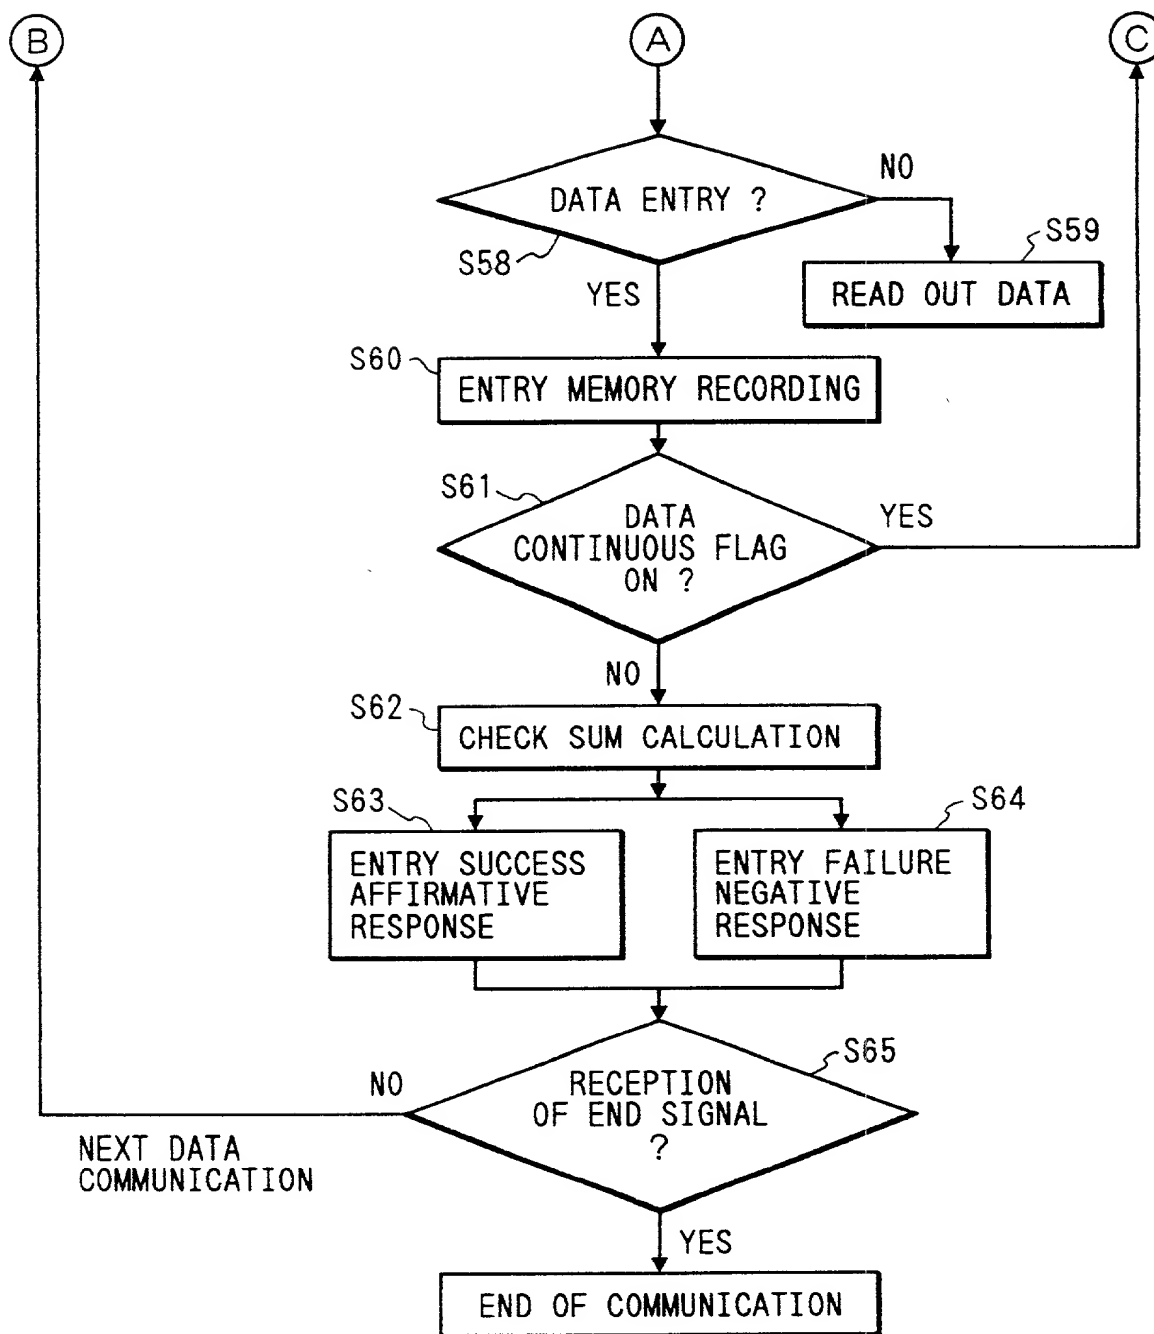 B
A
C
DATA ENTRY ?
NO
S58
S59
YES
READ OUT DATA
S60
ENTRY MEMORY RECORDING
S61
DATA
CONTINUOUS FLAG
ON ?
YES
NO
S62
CHECK SUM CALCULATION
S63
S64
ENTRY SUCCESS
AFFIRMATIVE
RESPONSE
ENTRY FAILURE
NEGATIVE
RESPONSE
S65
NO
RECEPTION
OF END SIGNAL
?
NEXT DATA
COMMUNICATION
YES
END OF COMMUNICATION